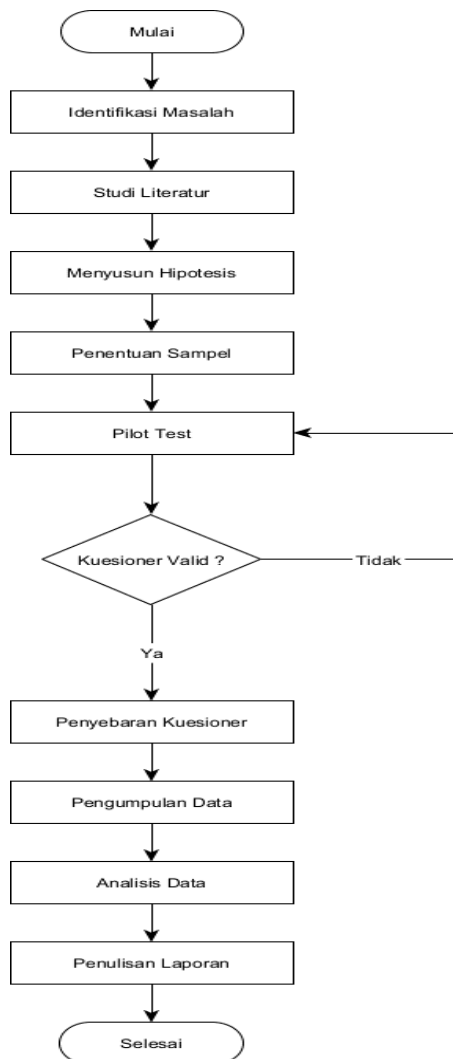 Mulai
Identifikasi Masalah
Studi Literatur
Menyusun Hipotesis
Penentuan Sampel
Pilot Test
Kuesioner Valid ?
Tidak
Ya
Penyebaran Kuesioner
Pengumpulan Data
Analisis Data
Penulisan Laporan
Selesai